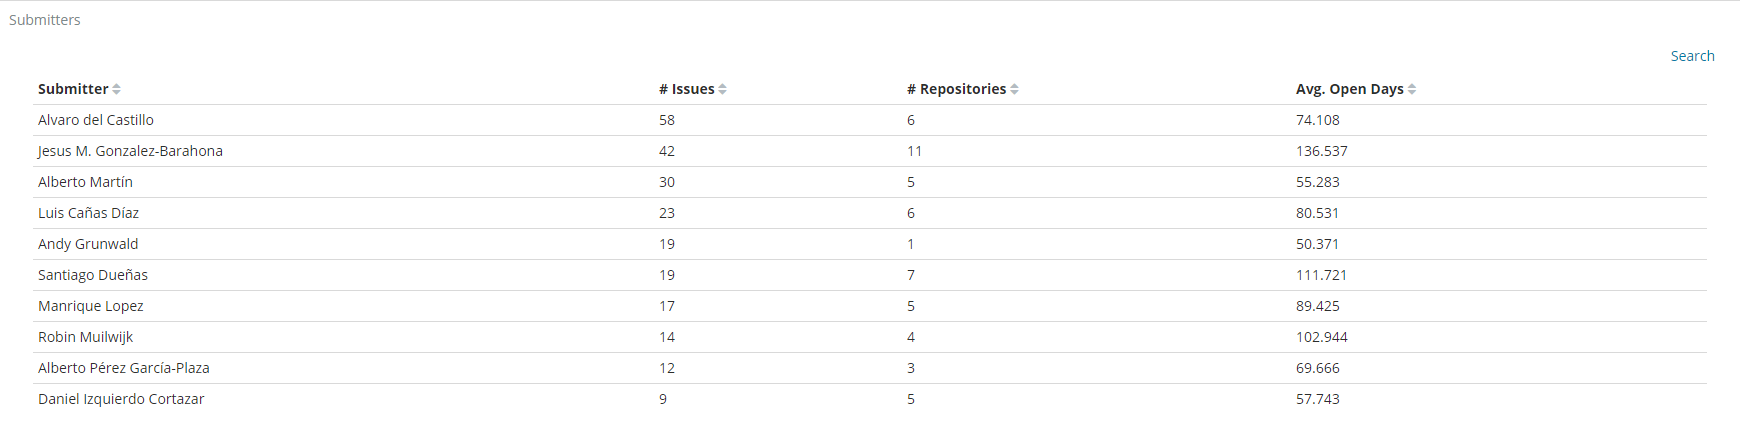 Submitters
Search
Submitter # Issues # Repositories Avg. Open Days
Alvaro del Castillo 58 6 74.108
Jesus M. Gonzalez-Barahona 42 11 136.537
Alberto Martín 30 5 55.283
Luis Cañas Díaz 23 6 80.531
Andy Grunwald 19 1 50.371
Santiago Dueñas 19 7 111.721
Manrique Lopez 17 5 89.425
Robin Muilwijk 14 4 102.944
Alberto Pérez García-Plaza 12 3 69.666
Daniel Izquierdo Cortazar 9 5 57.743